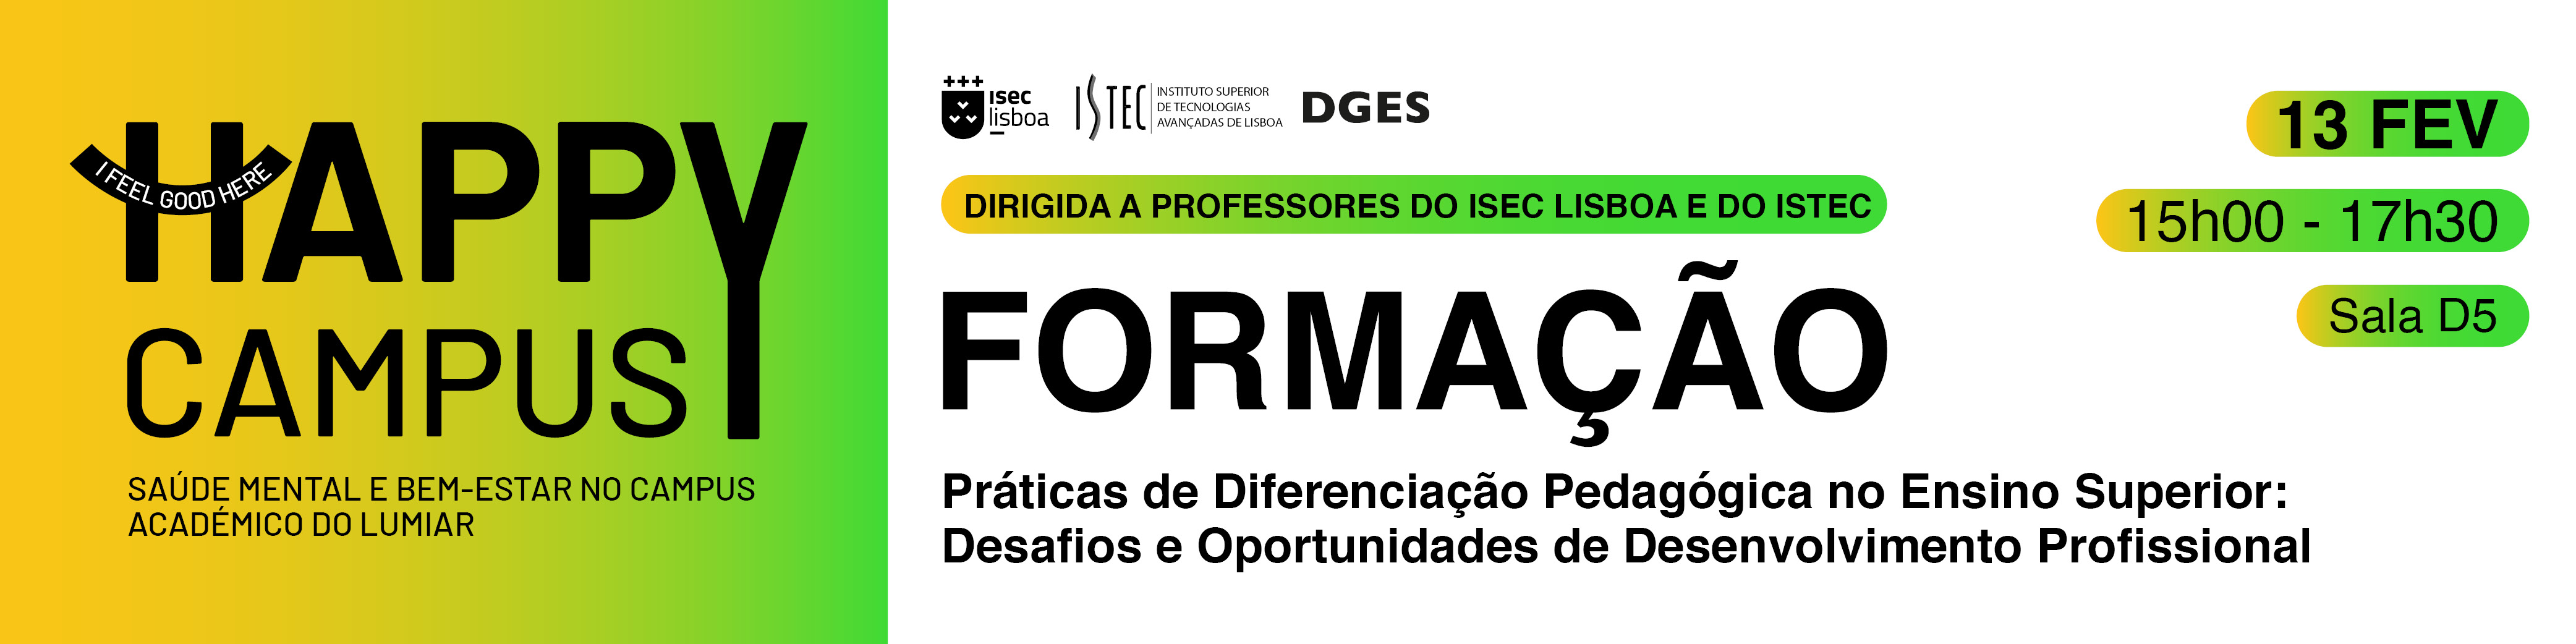 HAPPY
I FEEL GOOD HERE
CAMPUS
SAÚDE MENTAL E BEM-ESTAR NO CAMPUS
ACADÉMICO DO LUMIAR
isec
lisboa
ISTEC
INSTITUTO SUPERIOR
DE TECNOLOGIAS
AVANÇADAS DE LISBOA
DGES
DIRIGIDA A PROFESSORES DO ISEC LISBOA E DO ISTEC
FORMAÇÃO
Práticas de Diferenciação Pedagógica no Ensino Superior:
Desafios e Oportunidades de Desenvolvimento Profissional
13 FEV
15h00 - 17h30
Sala D5